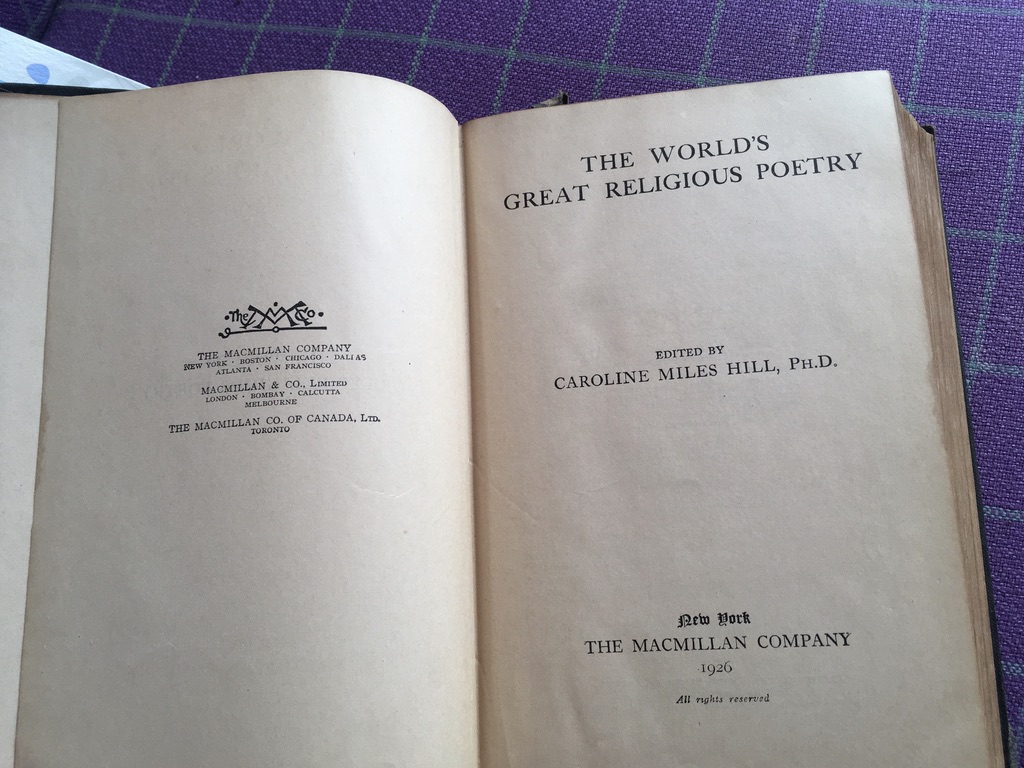 The M Co.
THE MACMILLAN COMPANY
NEW YORK · BOSTON · CHICAGO · DALLAS
ATLANTA · SAN FRANCISCO
MACMILLAN & CO., LIMITED
LONDON · BOMBAY · CALCUTTA
MELBOURNE
THE MACMILLAN CO. OF CANADA, LTD.
TORONTO
THE WORLD'S
GREAT RELIGIOUS POETRY
EDITED BY
CAROLINE MILES HILL, PH.D.
New York
THE MACMILLAN COMPANY
1926
All rights reserved